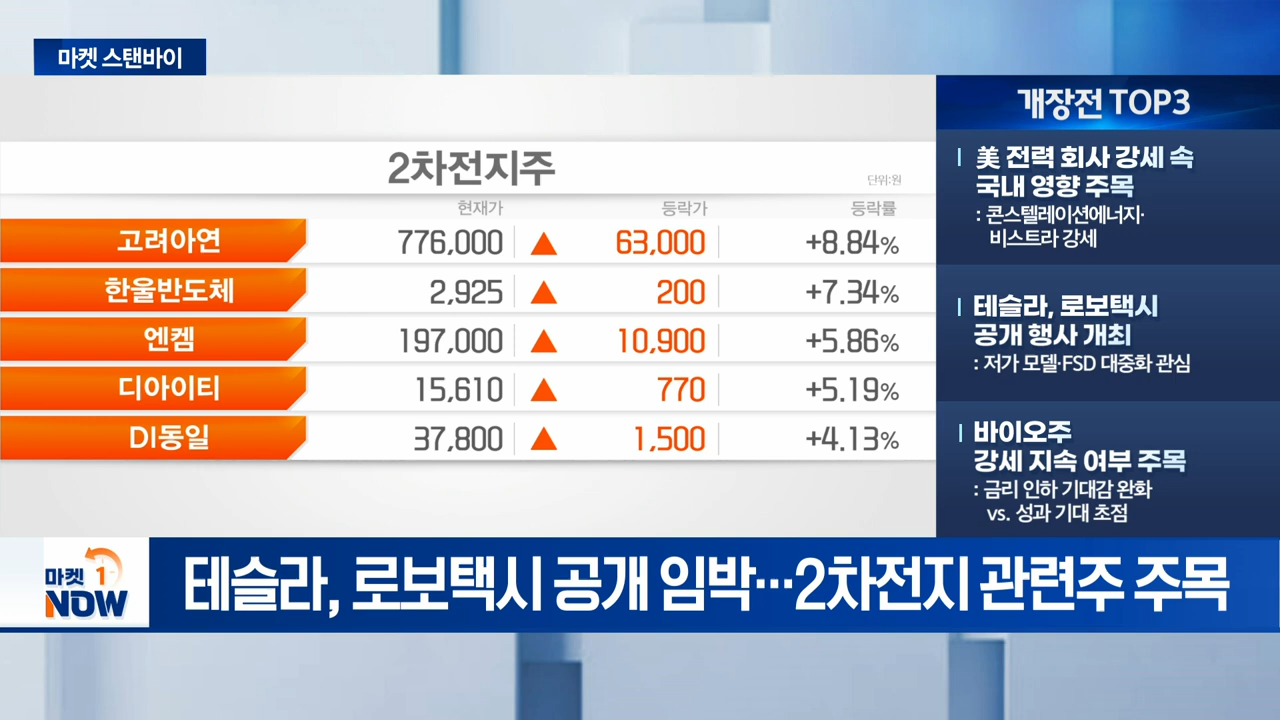 마켓 스탠바이
2차전지주
단위:원
현재가 등락가 등락률
고려아연 776,000 ▲ 63,000 +8.84%
한울반도체 2,925 ▲ 200 +7.34%
엔켐 197,000 ▲ 10,900 +5.86%
디아이티 15,610 ▲ 770 +5.19%
DI동일 37,800 ▲ 1,500 +4.13%
개장전 TOP3
美 전력 회사 강세 속
국내 영향 주목
: 콘스텔레이션에너지·
비스트라 강세
테슬라, 로보택시
공개 행사 개최
: 저가 모델·FSD 대중화 관심
바이오주
강세 지속 여부 주목
: 금리 인하 기대감 완화
vs. 성과 기대 초점
마켓 1
NOW
테슬라, 로보택시 공개 임박…2차전지 관련주 주목